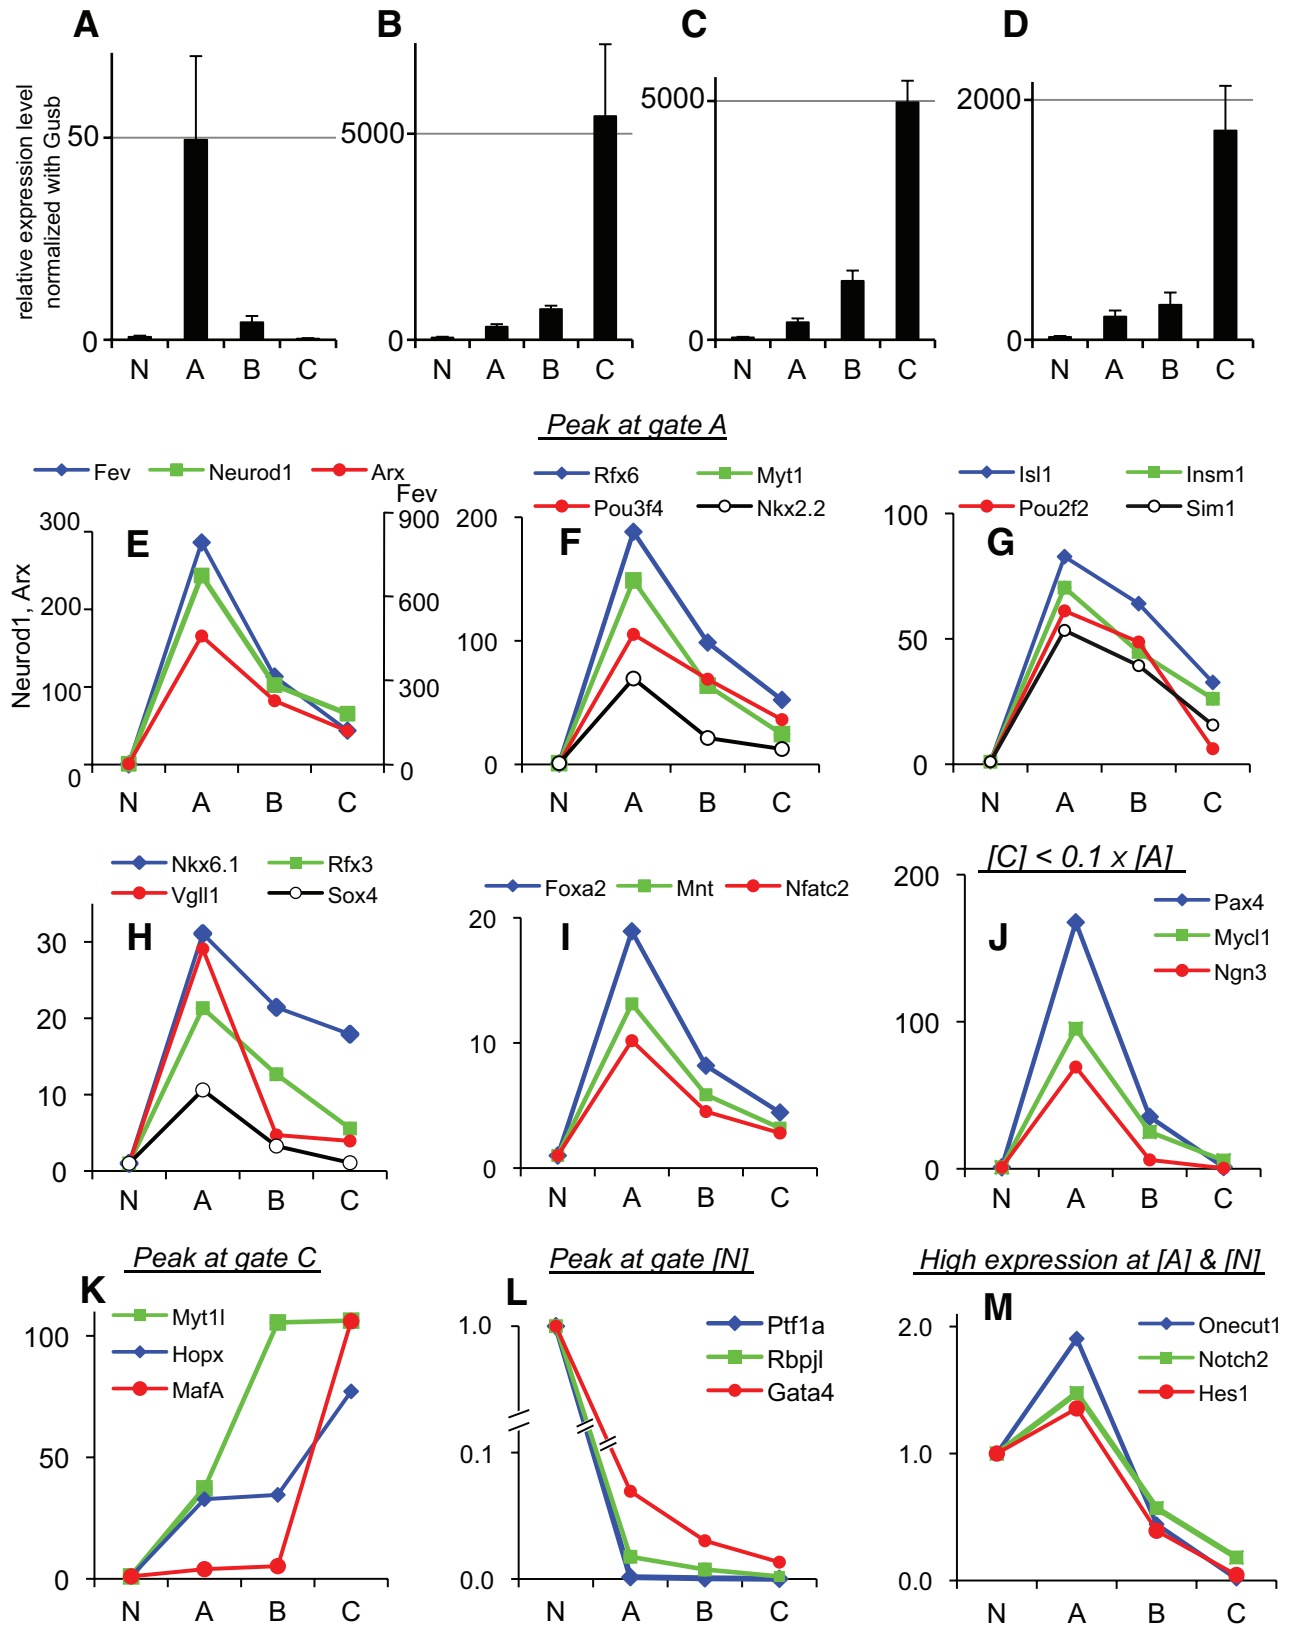 A
B
C
D
relative expression level
normalized with Gusb
50
0
N A B C
5000
0
N A B C
5000
0
N A B C
2000
0
N A B C
Peak at gate A
Fev Neurod1 Arx
Fev
Neurod1, Arx
300
200
100
0
900
600
300
0
E
N A B C
Rfx6 Myt1
Pou3f4 Nkx2.2
200
100
0
F
N A B C
Isl1 Insm1
Pou2f2 Sim1
100
50
0
G
N A B C
Nkx6.1 Rfx3
Vgll1 Sox4
30
20
10
0
H
N A B C
Foxa2 Mnt Nfatc2
20
10
0
I
N A B C
[C] < 0.1 x [A]
200
100
0
J
Pax4
Mycl1
Ngn3
N A B C
Peak at gate C
K
Myt1l
Hopx
MafA
100
50
0
N A B C
Peak at gate [N]
L
Ptf1a
Rbpjl
Gata4
1.0
0.1
0.0
N A B C
High expression at [A] & [N]
M
Onecut1
Notch2
Hes1
2.0
1.0
0.0
N A B C